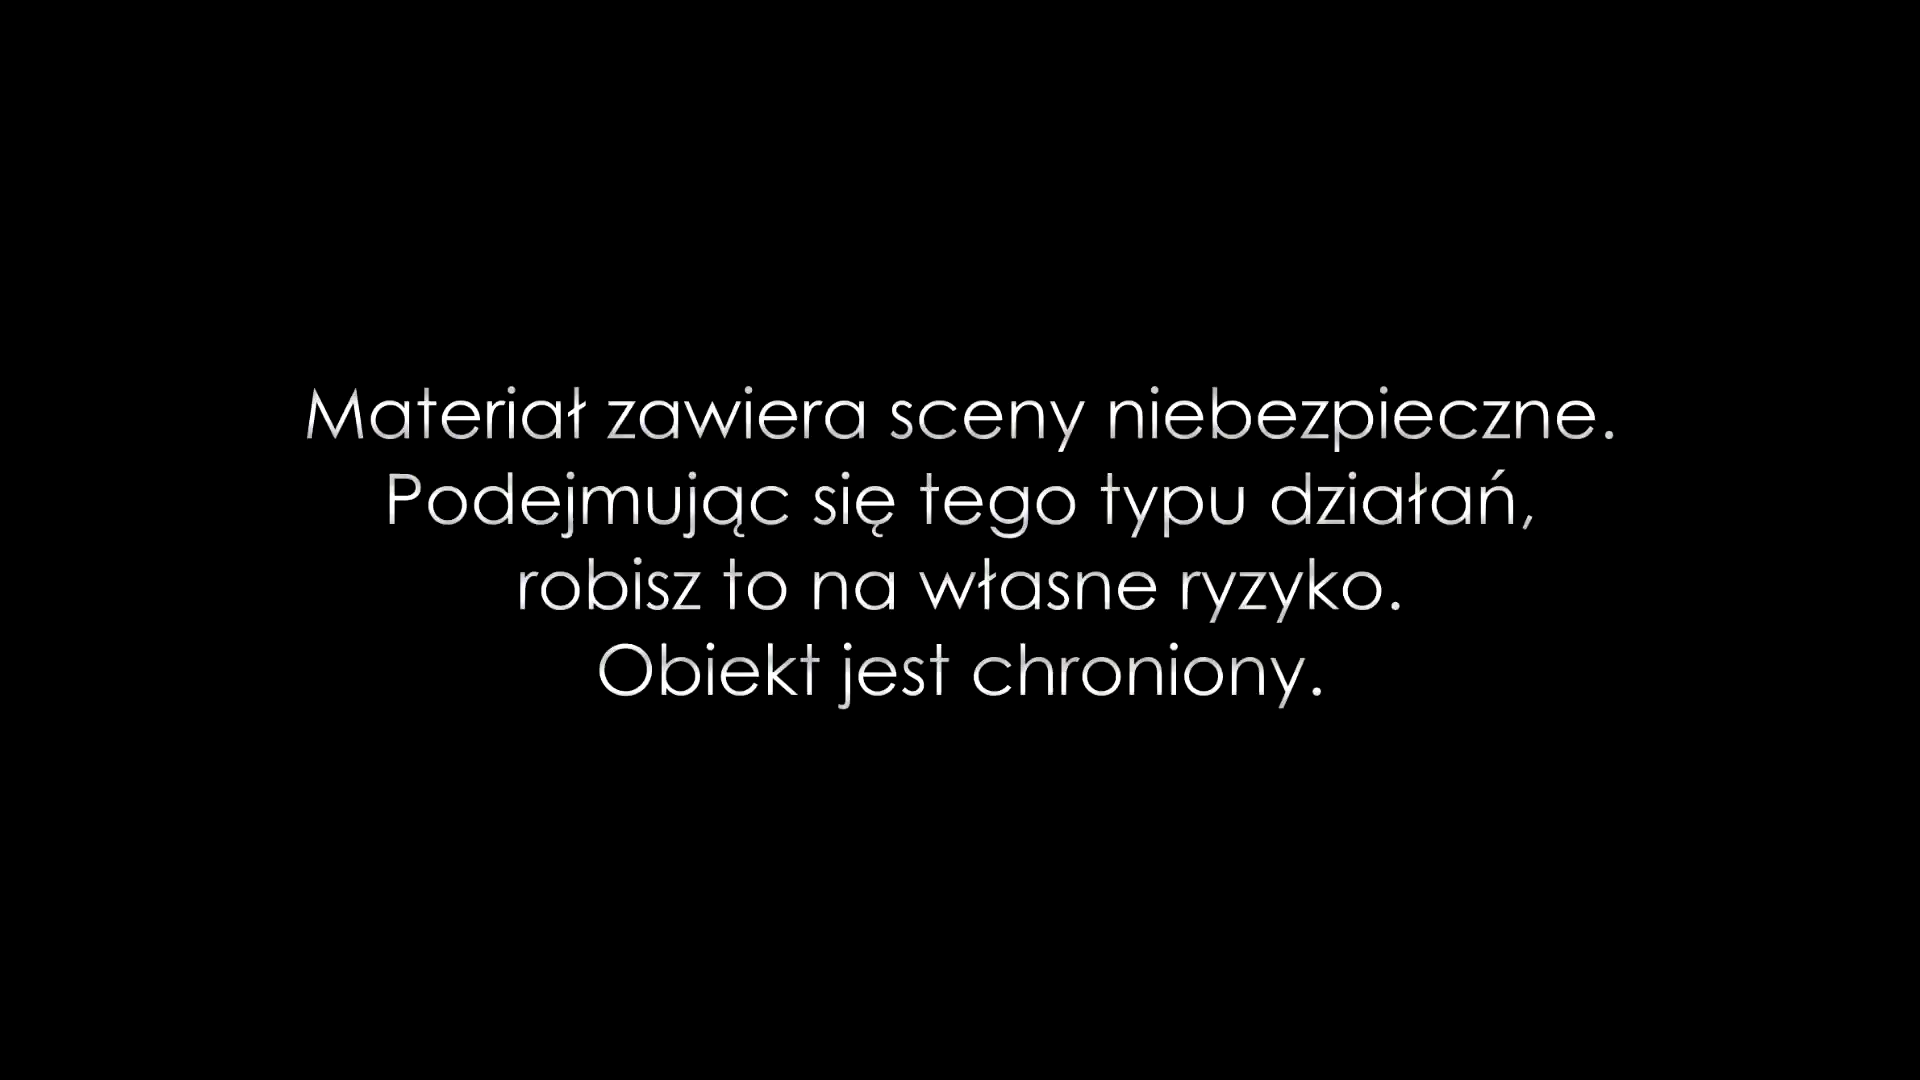 Materiał zawiera sceny niebezpieczne.
Podejmując się tego typu działań,
robisz to na własne ryzyko.
Obiekt jest chroniony.